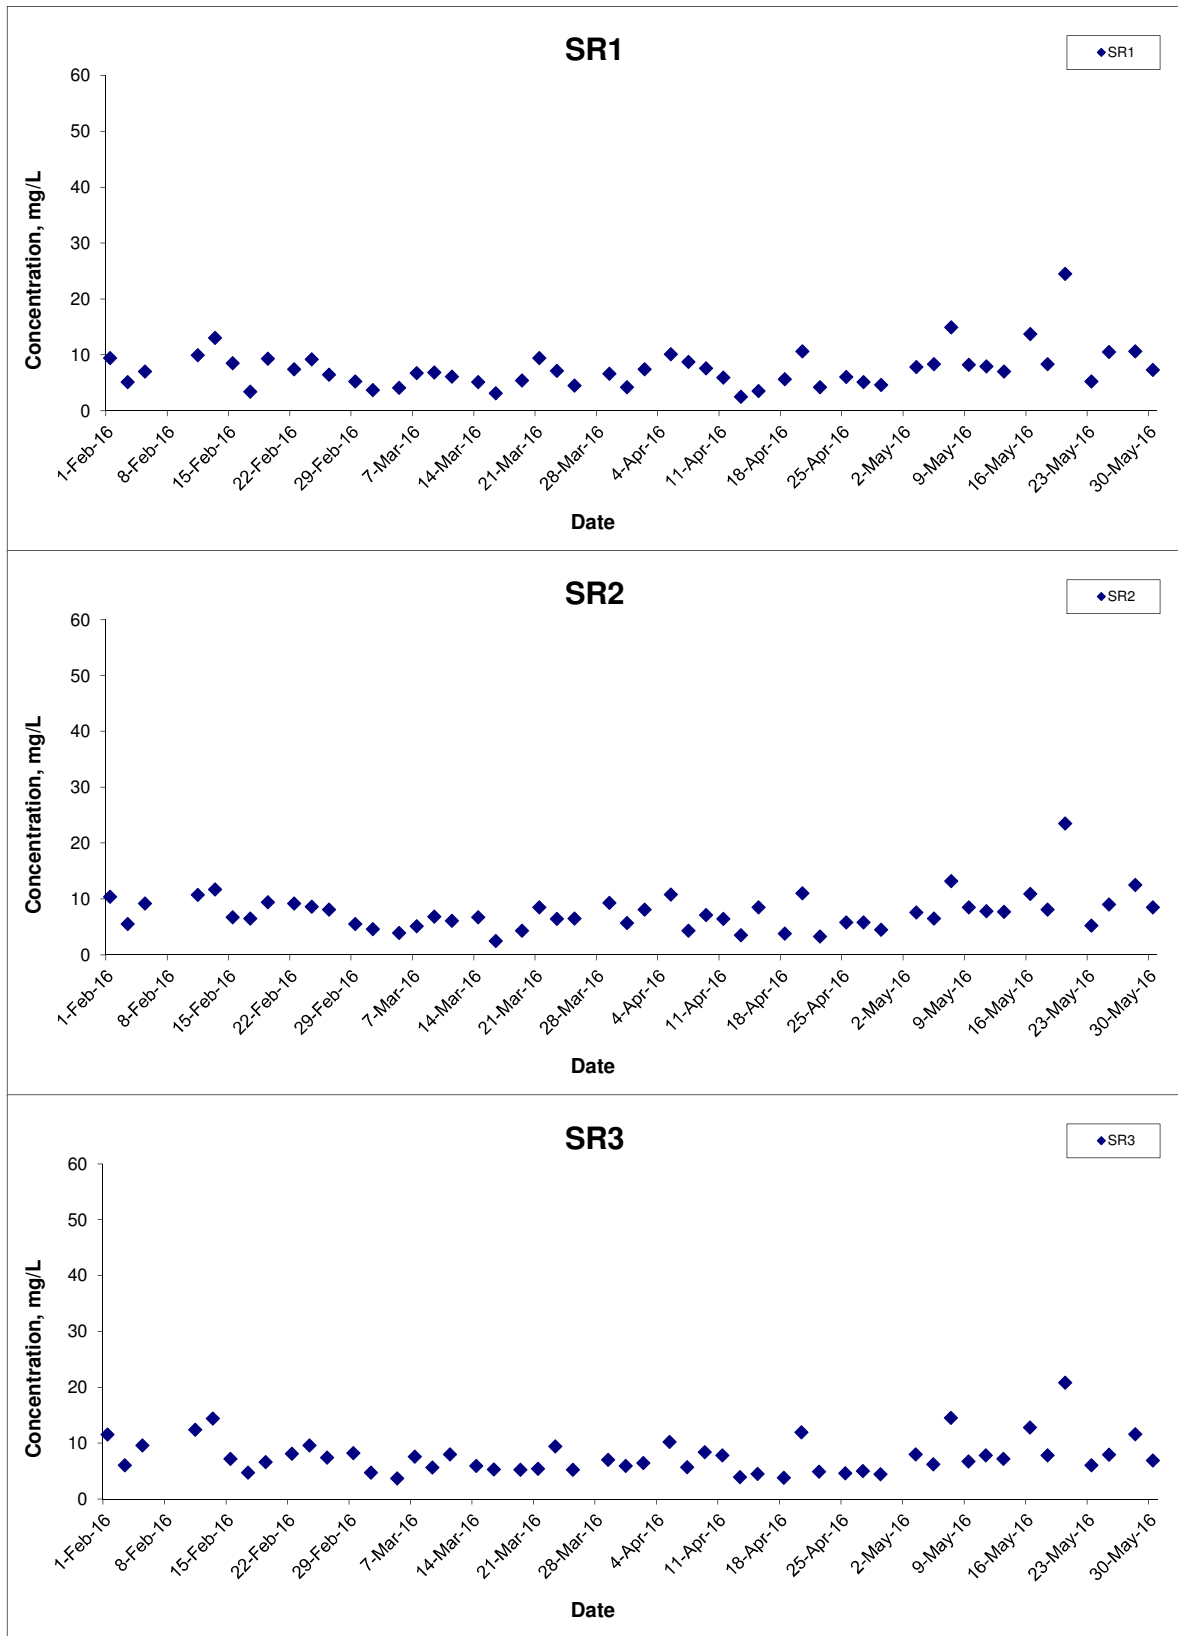 SR1
SR1
60
50
40
30
20
10
0
Concentration, mg/L
1-Feb-16
8-Feb-16
15-Feb-16
22-Feb-16
29-Feb-16
7-Mar-16
14-Mar-16
21-Mar-16
28-Mar-16
4-Apr-16
11-Apr-16
18-Apr-16
25-Apr-16
2-May-16
9-May-16
16-May-16
23-May-16
30-May-16
Date
SR2
SR2
60
50
40
30
20
10
0
Concentration, mg/L
1-Feb-16
8-Feb-16
15-Feb-16
22-Feb-16
29-Feb-16
7-Mar-16
14-Mar-16
21-Mar-16
28-Mar-16
4-Apr-16
11-Apr-16
18-Apr-16
25-Apr-16
2-May-16
9-May-16
16-May-16
23-May-16
30-May-16
Date
SR3
SR3
60
50
40
30
20
10
0
Concentration, mg/L
1-Feb-16
8-Feb-16
15-Feb-16
22-Feb-16
29-Feb-16
7-Mar-16
14-Mar-16
21-Mar-16
28-Mar-16
4-Apr-16
11-Apr-16
18-Apr-16
25-Apr-16
2-May-16
9-May-16
16-May-16
23-May-16
30-May-16
Date